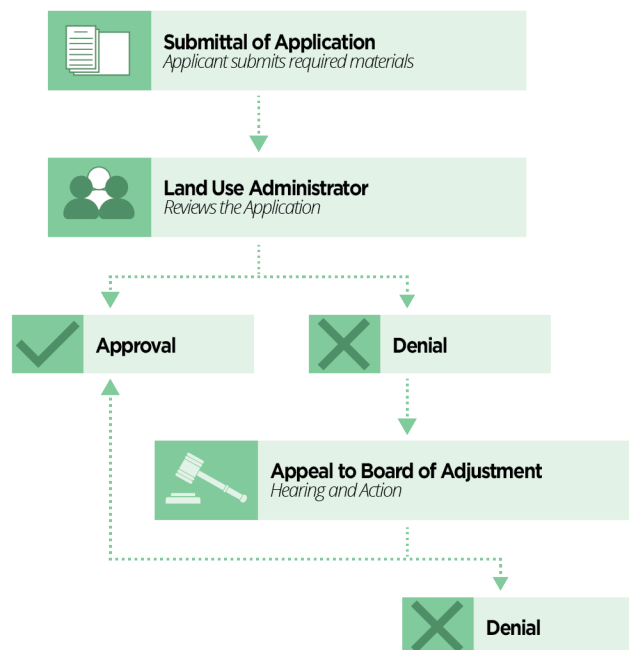 Submittal of Application
Applicant submits required materials
Land Use Administrator
Reviews the Application
Approval
Denial
Appeal to Board of Adjustment
Hearing and Action
Denial